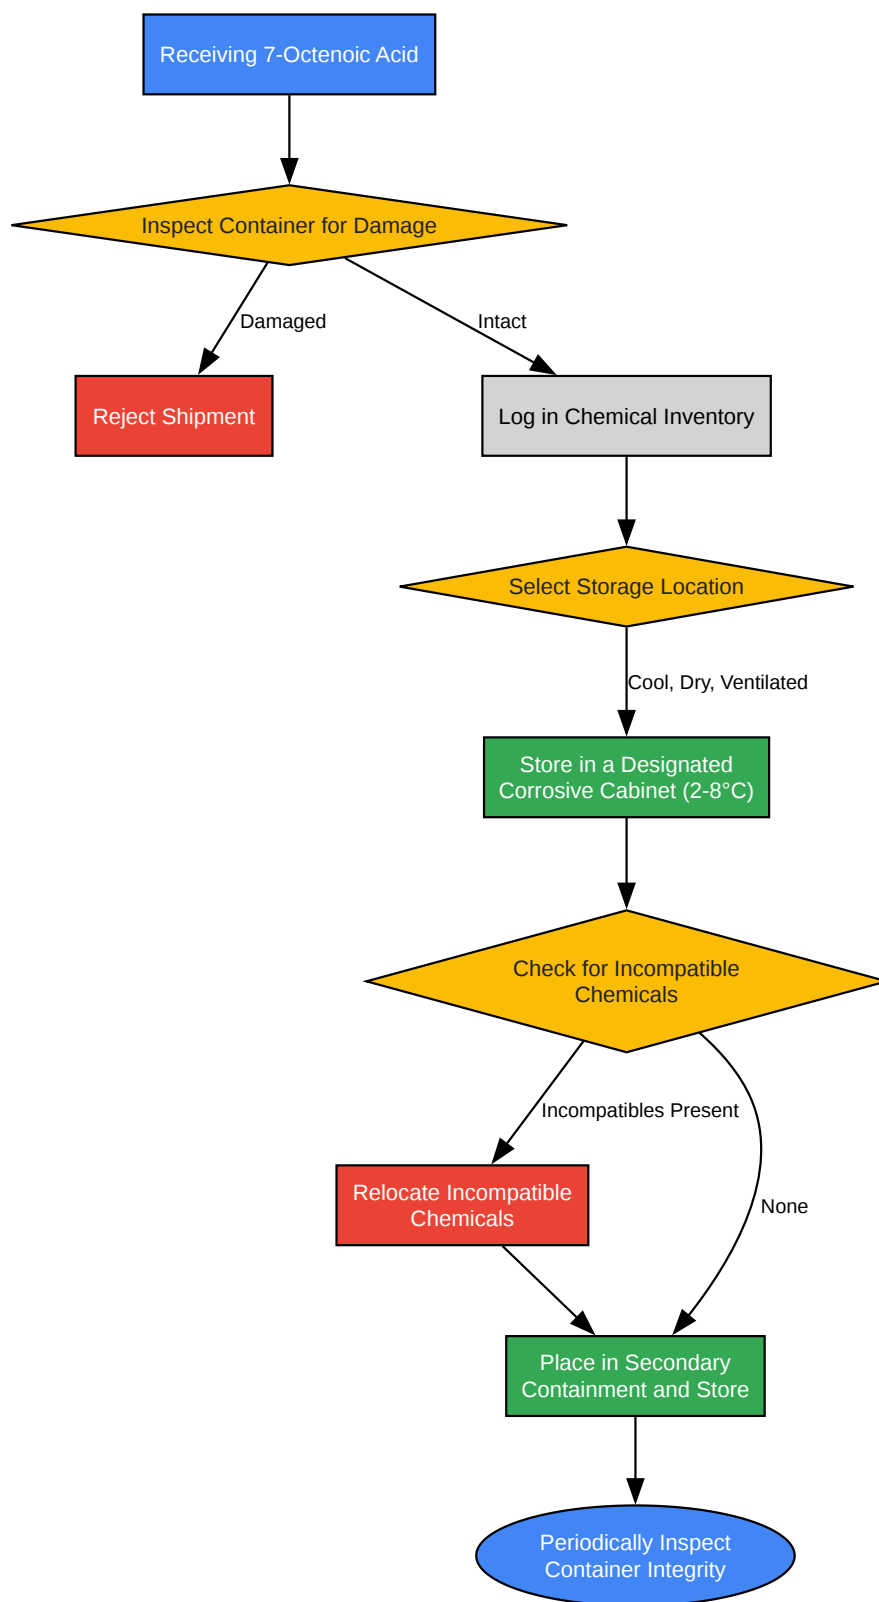 Receiving 7-Octenoic Acid
Inspect Container for Damage
Damaged
Intact
Reject Shipment
Log in Chemical Inventory
Select Storage Location
Cool, Dry, Ventilated
Store in a Designated
Corrosive Cabinet (2-8°C)
Check for Incompatible
Chemicals
Incompatibles Present
Relocate Incompatible
Chemicals
None
Place in Secondary
Containment and Store
Periodically Inspect
Container Integrity